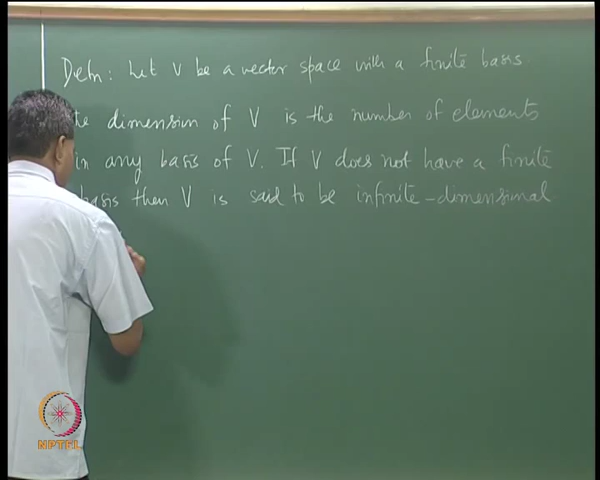 Defn: Let V be a vector space with a finite basis.
dimension of V is the number of elements
in any basis of V. If V does not have a finite
basis then V is said to be infinite-dimensional
NPTEL